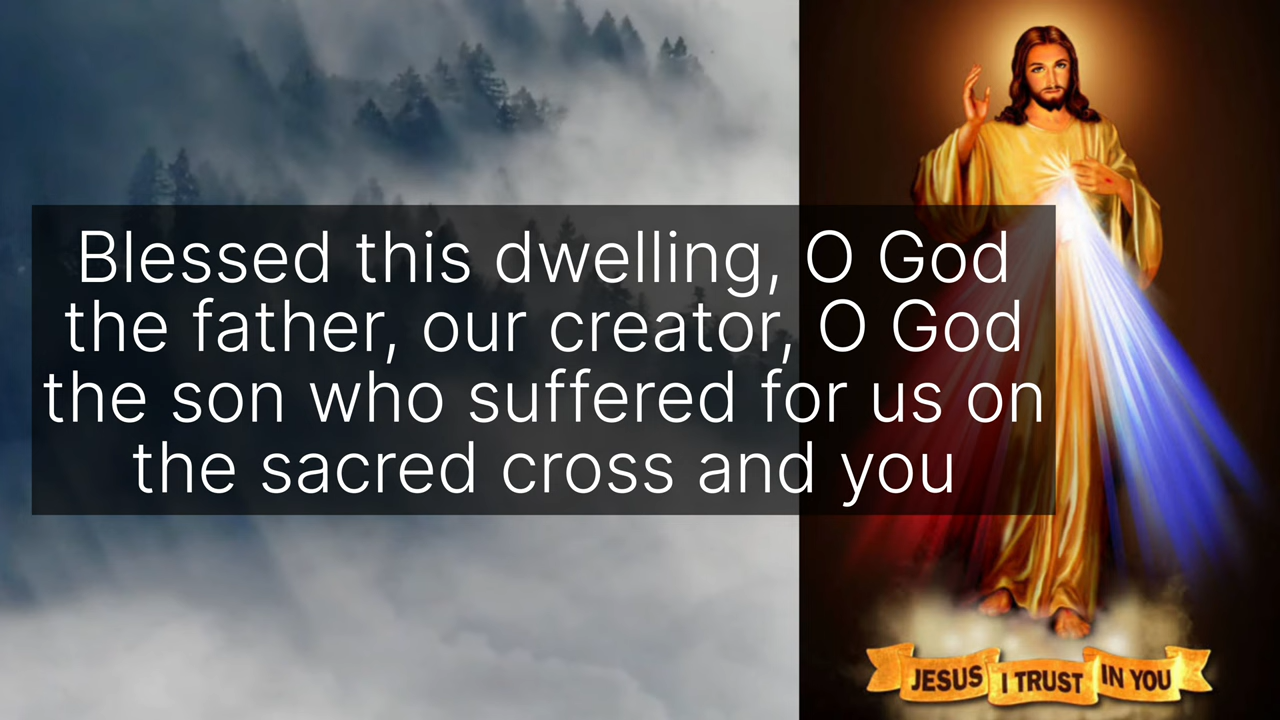 Blessed this dwelling, O God
the father, our creator, O God
the son who suffered for us on
the sacred cross and you
JESUS I TRUST IN YOU